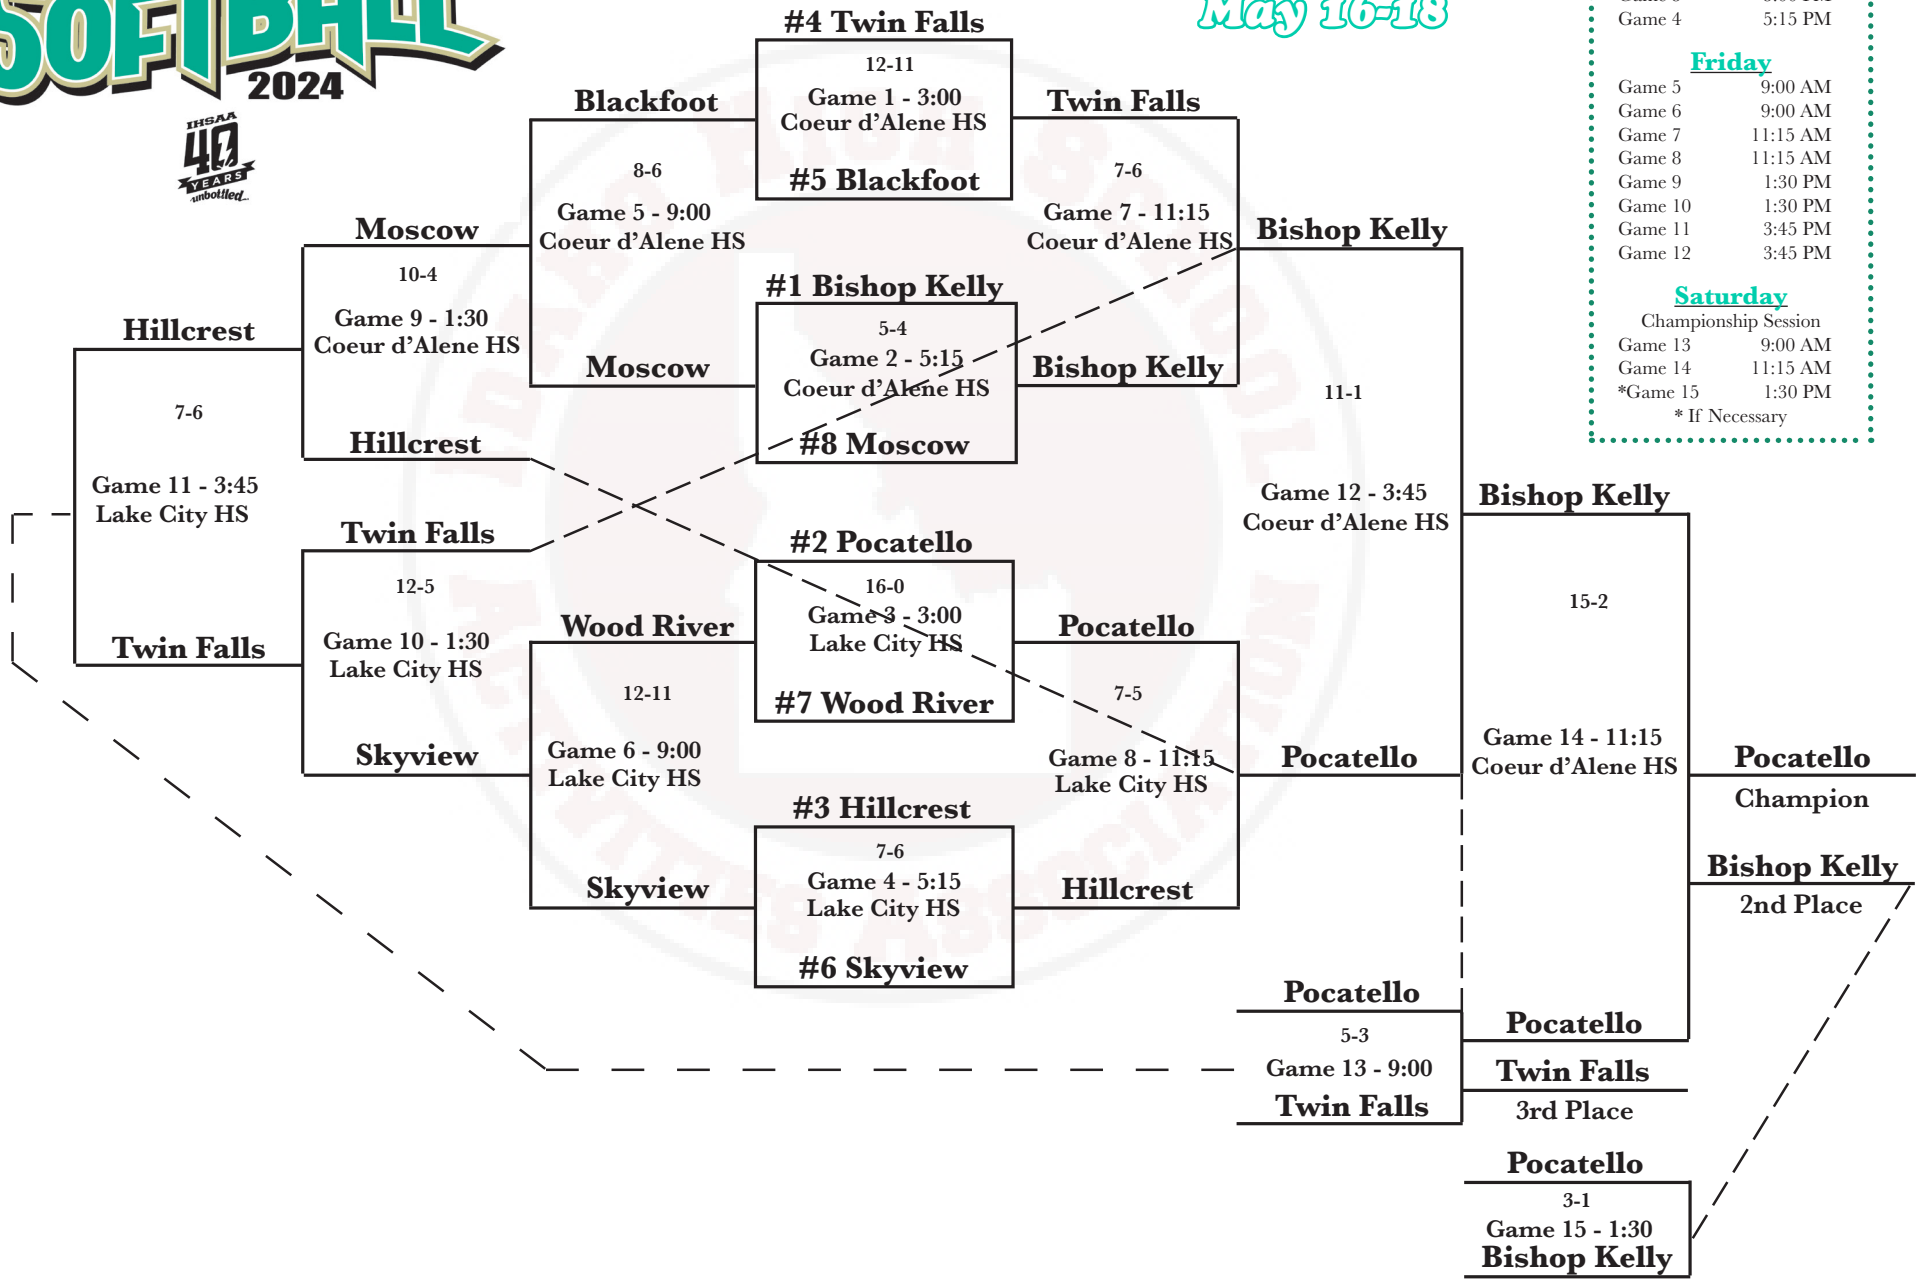 SOFTBALL
2024
IHSAA
40
YEARS
unbottled...
May 16-18
Game 4 5:15 PM
Friday
Game 5 9:00 AM
Game 6 9:00 AM
Game 7 11:15 AM
Game 8 11:15 AM
Game 9 1:30 PM
Game 10 1:30 PM
Game 11 3:45 PM
Game 12 3:45 PM
Saturday
Championship Session
Game 13 9:00 AM
Game 14 11:15 AM
*Game 15 1:30 PM
* If Necessary
Hillcrest
7-6
Game 11 - 3:45
Lake City HS
Twin Falls
Moscow
10-4
Game 9 - 1:30
Coeur d’Alene HS
Hillcrest
Twin Falls
12-5
Game 10 - 1:30
Lake City HS
Skyview
Blackfoot
8-6
Game 5 - 9:00
Coeur d’Alene HS
Moscow
Wood River
12-11
Game 6 - 9:00
Lake City HS
Skyview
#4 Twin Falls
12-11
Game 1 - 3:00
Coeur d’Alene HS
#5 Blackfoot
#1 Bishop Kelly
5-4
Game 2 - 5:15
Coeur d’Alene HS
#8 Moscow
#2 Pocatello
16-0
Game 3 - 3:00
Lake City HS
#7 Wood River
#3 Hillcrest
7-6
Game 4 - 5:15
Lake City HS
#6 Skyview
Twin Falls
7-6
Game 7 - 11:15
Coeur d’Alene HS
Bishop Kelly
Pocatello
7-5
Game 8 - 11:15
Lake City HS
Hillcrest
Bishop Kelly
11-1
Game 12 - 3:45
Coeur d’Alene HS
Pocatello
Pocatello
5-3
Game 13 - 9:00
Twin Falls
Bishop Kelly
15-2
Game 14 - 11:15
Coeur d’Alene HS
Pocatello
Twin Falls
3rd Place
Pocatello
Champion
Bishop Kelly
2nd Place
Pocatello
3-1
Game 15 - 1:30
Bishop Kelly
IDAHO HIGH SCHOOL
ACTIVITIES ASSOCIATION